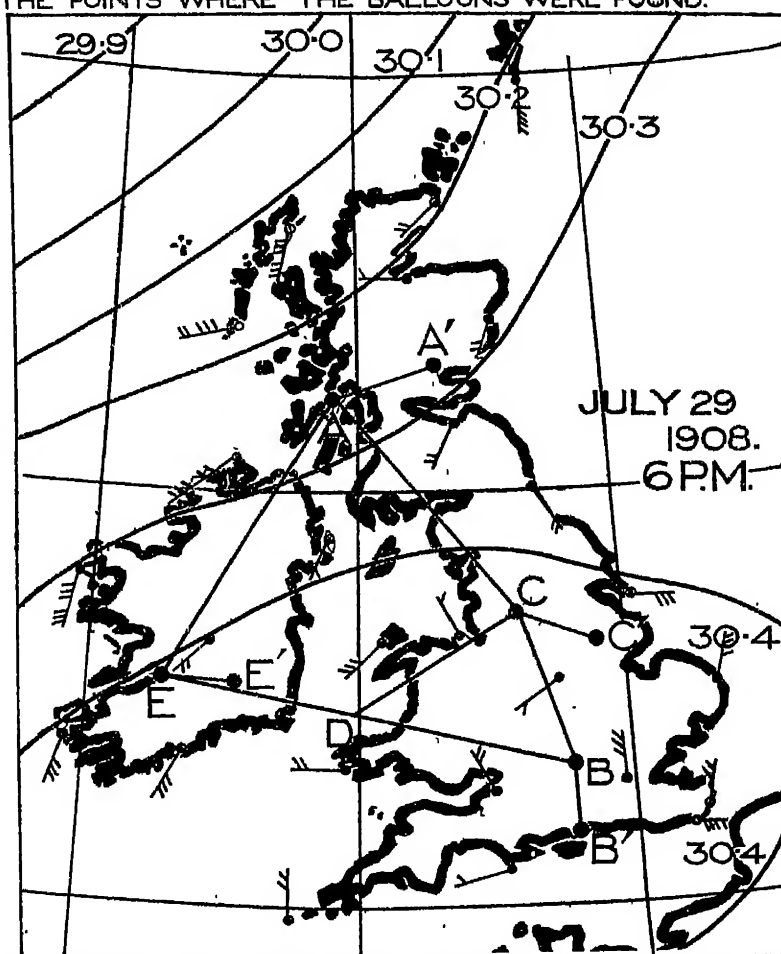 THE POINTS WHERE THE BALLOONS WERE FOUND.
29.9
30.0
30.1
30.2
30.3
A'
A
JULY 29
1908.
6 P.M.
C
C
30.4
E
E'
D
B
B'
30.4